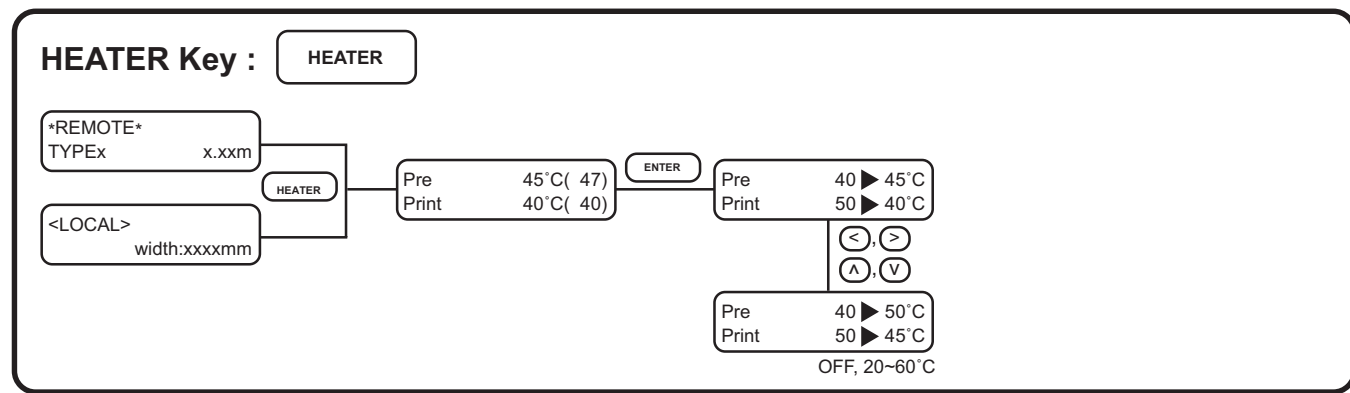 HEATER Key : HEATER
*REMOTE*
TYPEx x.xxm
HEATER
<LOCAL>
width:xxxxmm
Pre 45˚C( 47)
Print 40˚C( 40)
ENTER
Pre 40 ▶ 45˚C
Print 50 ▶ 40˚C
<,>
ʌ,v
Pre 40 ▶ 50˚C
Print 50 ▶ 45˚C
OFF, 20~60˚C